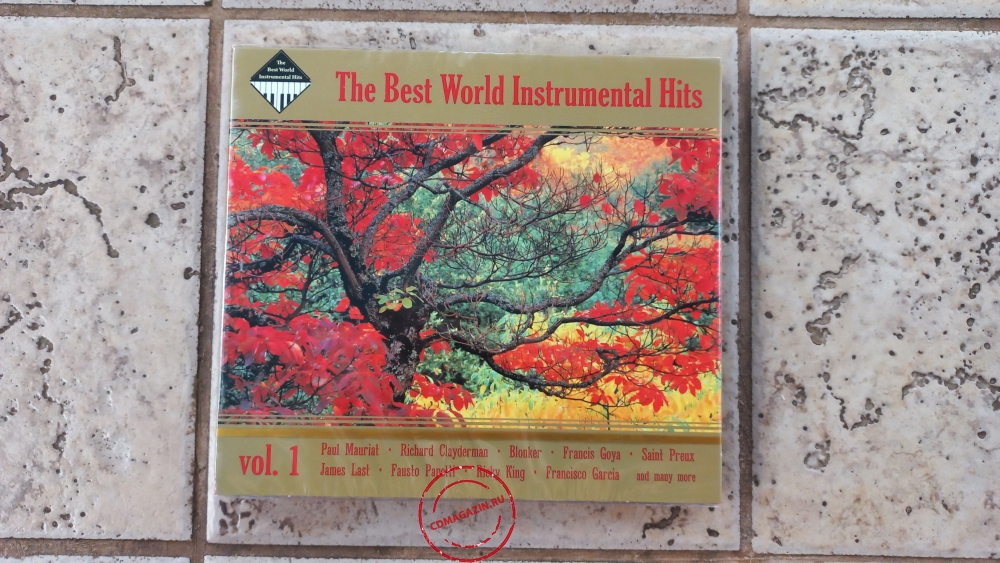 The
Best World
Instrumental Hits
The Best World Instrumental Hits
vol. 1
Paul Mauriat · Richard Clayderman · Blonker · Francis Goya · Saint Preux
James Last · Fausto Papetti · Ricky King · Francisco Garcia and many more
CDMAGAZIN.RU